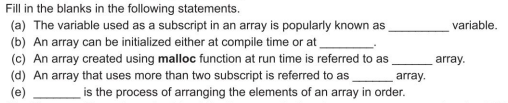 Fill in the blanks in the following statements.
(a) The variable used as a subscript in an array is popularly known as ________ variable.
(b) An array can be initialized either at compile time or at ________.
(c) An array created using malloc function at run time is referred to as ______ array.
(d) An array that uses more than two subscript is referred to as ______ array.
(e) _______ is the process of arranging the elements of an array in order.